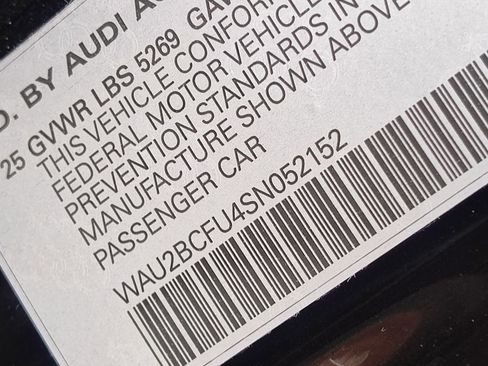 D. BY AUDI
25 GVWR LBS 5269
THIS VEHICLE
FEDERAL MOTOR VEHICLE
PREVENTION STANDARDS IN
MANUFACTURE SHOWN ABOVE
PASSENGER CAR
WAU2BCFU4SN052152